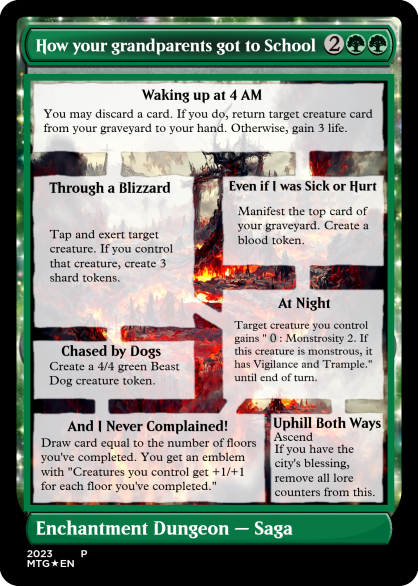 How your grandparents got to School 2
Waking up at 4 AM
You may discard a card. If you do, return target creature card
from your graveyard to your hand. Otherwise, gain 3 life.
Through a Blizzard
Tap and exert target
creature. If you control
that creature, create 3
shard tokens.
Even if I was Sick or Hurt
Manifest the top card of
your graveyard. Create a
blood token.
At Night
Target creature you control
gains " 0 : Monstrosity 2. If
this creature is monstrous, it
has Vigilance and Trample."
until end of turn.
Chased by Dogs
Create a 4/4 green Beast
Dog creature token.
And I Never Complained!
Draw card equal to the number of floors
you've completed. You get an emblem
with "Creatures you control get +1/+1
for each floor you've completed."
Uphill Both Ways
Ascend
If you have the
city's blessing,
remove all lore
counters from this.
Enchantment Dungeon — Saga
2023 P
MTG★EN